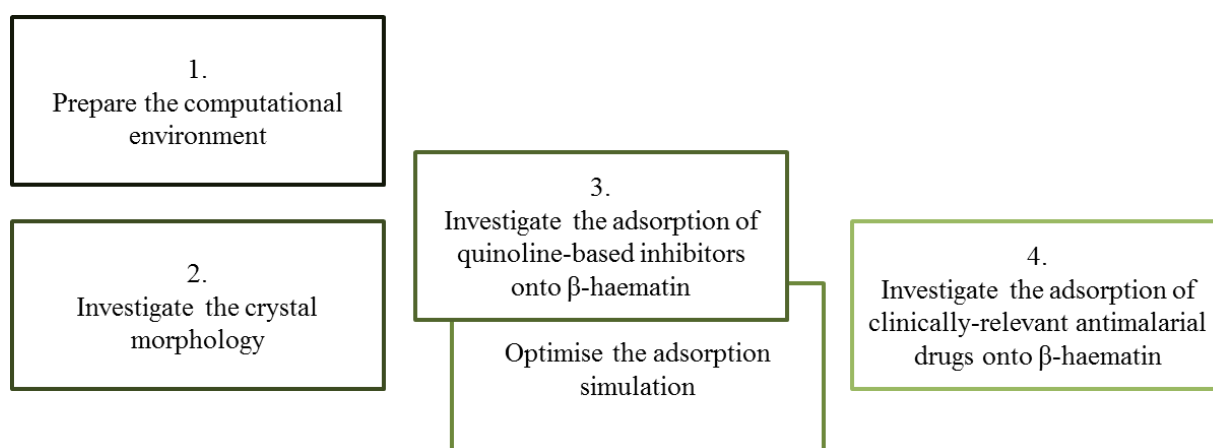 1.
Prepare the computational
environment
2.
Investigate the crystal
morphology
3.
Investigate the adsorption of
quinoline-based inhibitors
onto β-haematin
Optimise the adsorption
simulation
4.
Investigate the adsorption of
clinically-relevant antimalarial
drugs onto β-haematin